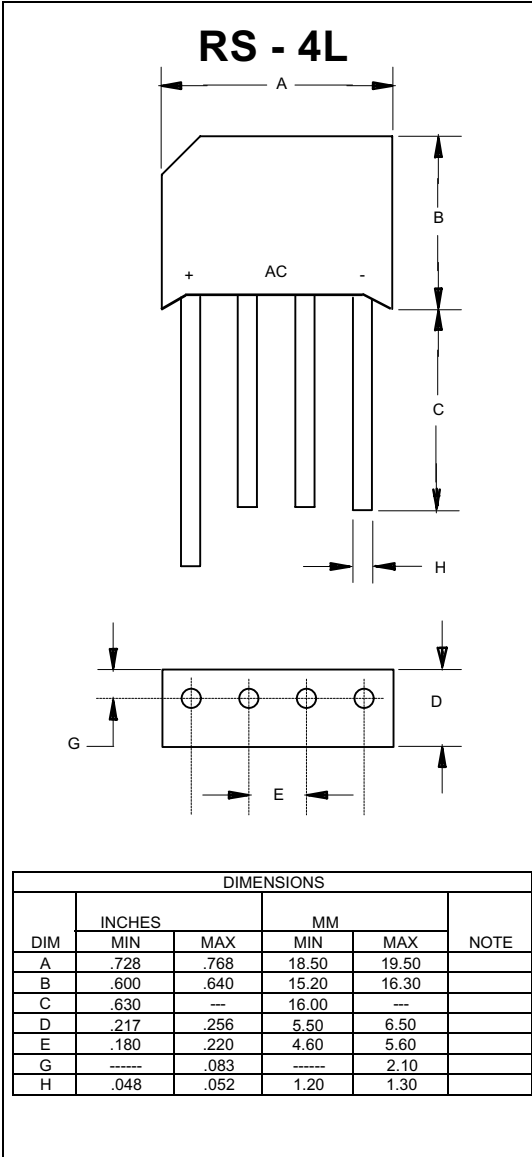 RS - 4L
A
B
+ AC -
C
H
D
G
E
DIMENSIONS
INCHES MM
DIM MIN MAX MIN MAX NOTE
A .728 .768 18.50 19.50
B .600 .640 15.20 16.30
C .630 --- 16.00 ---
D .217 .256 5.50 6.50
E .180 .220 4.60 5.60
G ------ .083 ------ 2.10
H .048 .052 1.20 1.30